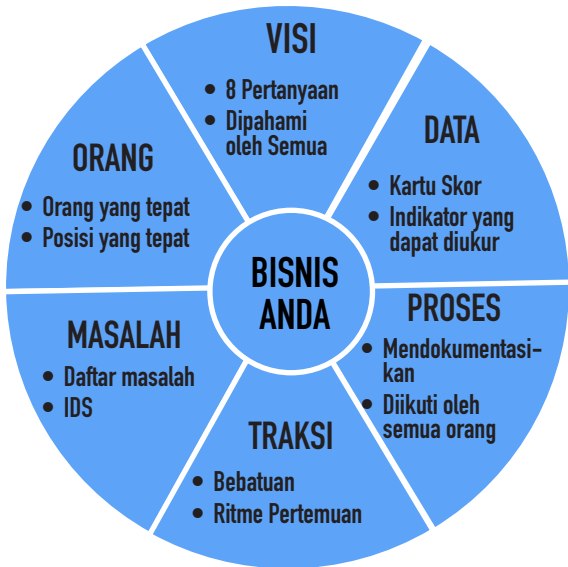 VISI
• 8 Pertanyaan
• Dipahami
oleh Semua
DATA
• Kartu Skor
• Indikator yang
dapat diukur
PROSES
• Mendokumentasi-
kan
• Diikuti oleh
semua orang
TRAKSI
• Bebatuan
• Ritme Pertemuan
MASALAH
• Daftar masalah
• IDS
ORANG
• Orang yang tepat
• Posisi yang tepat
BISNIS
ANDA